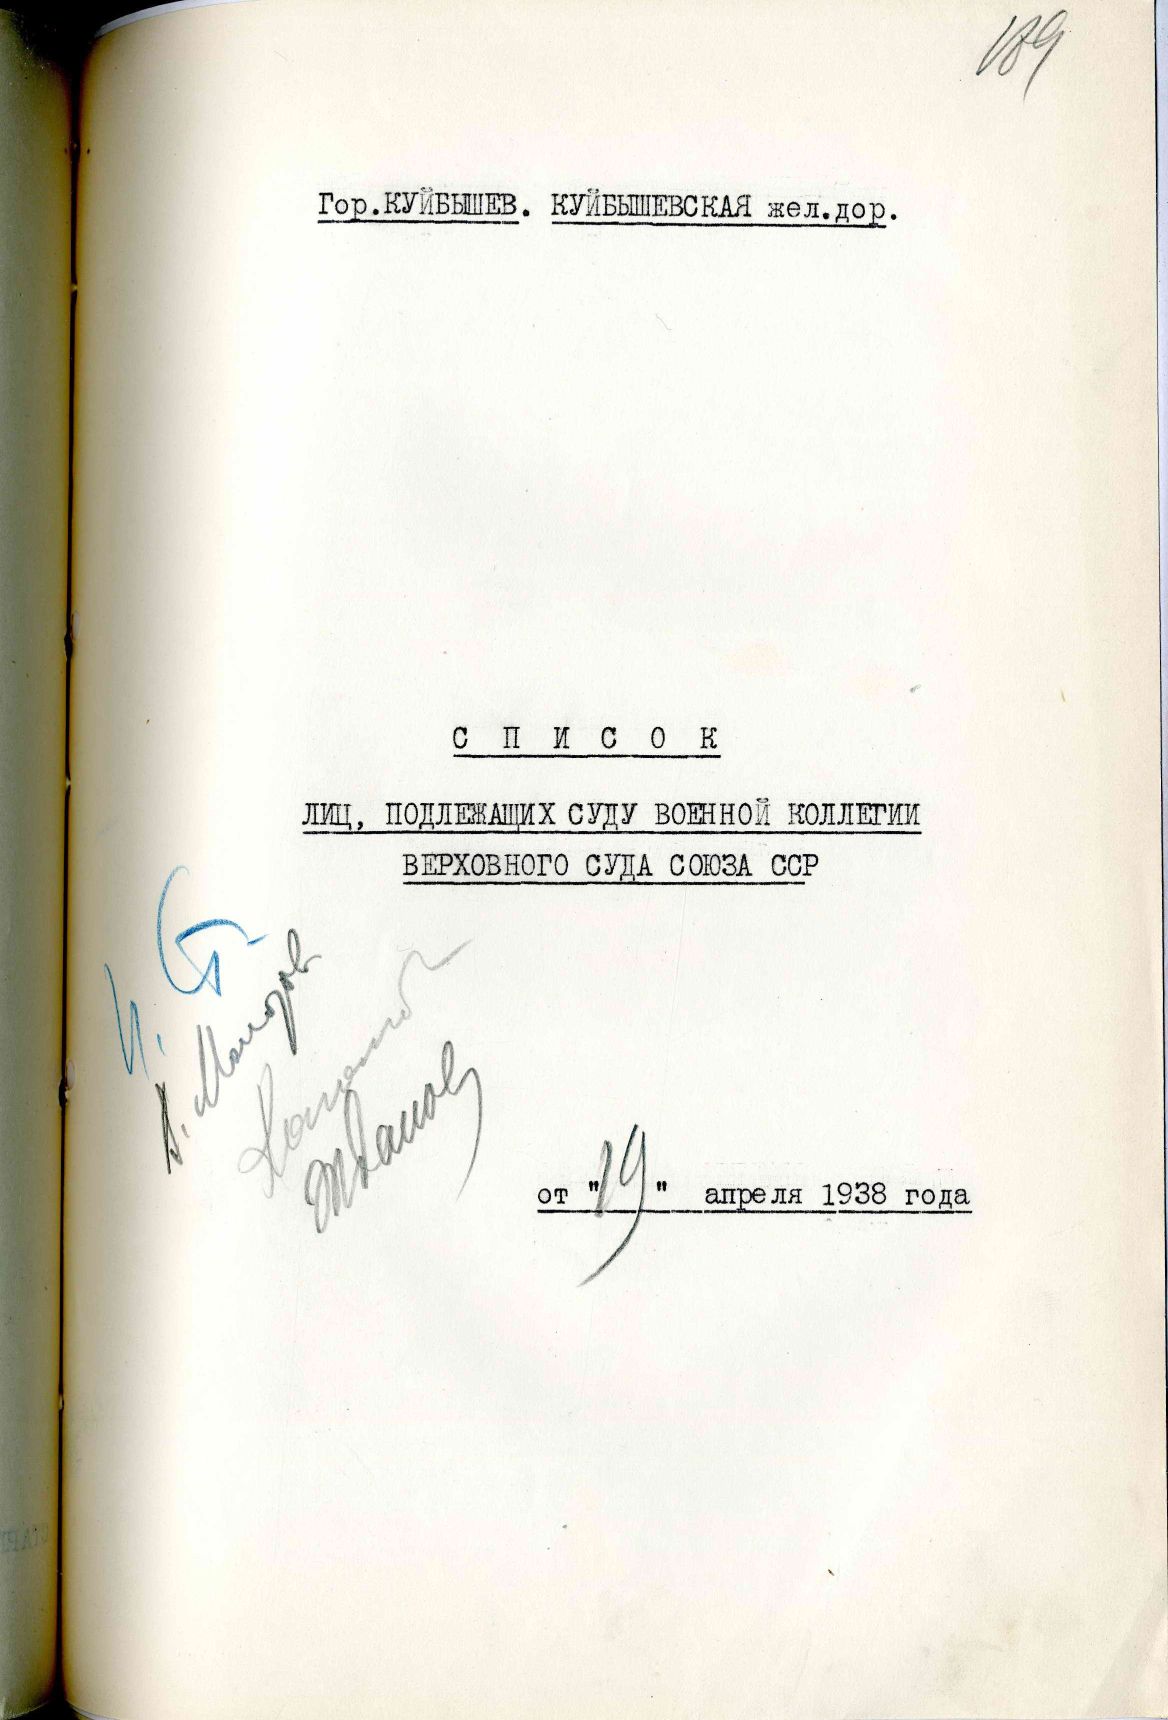 189
Гор.КУЙБЫШЕВ. КУЙБЫШЕВСКАЯ жел.дор.
С П И С О К
ЛИЦ, ПОДЛЕЖАЩИХ СУДУ ВОЕННОЙ КОЛЛЕГИИ
ВЕРХОВНОГО СУДА СОЮЗА ССР
И. Ст.
В. Молотов
Каганович
Жданов
от "19" апреля 1938 года